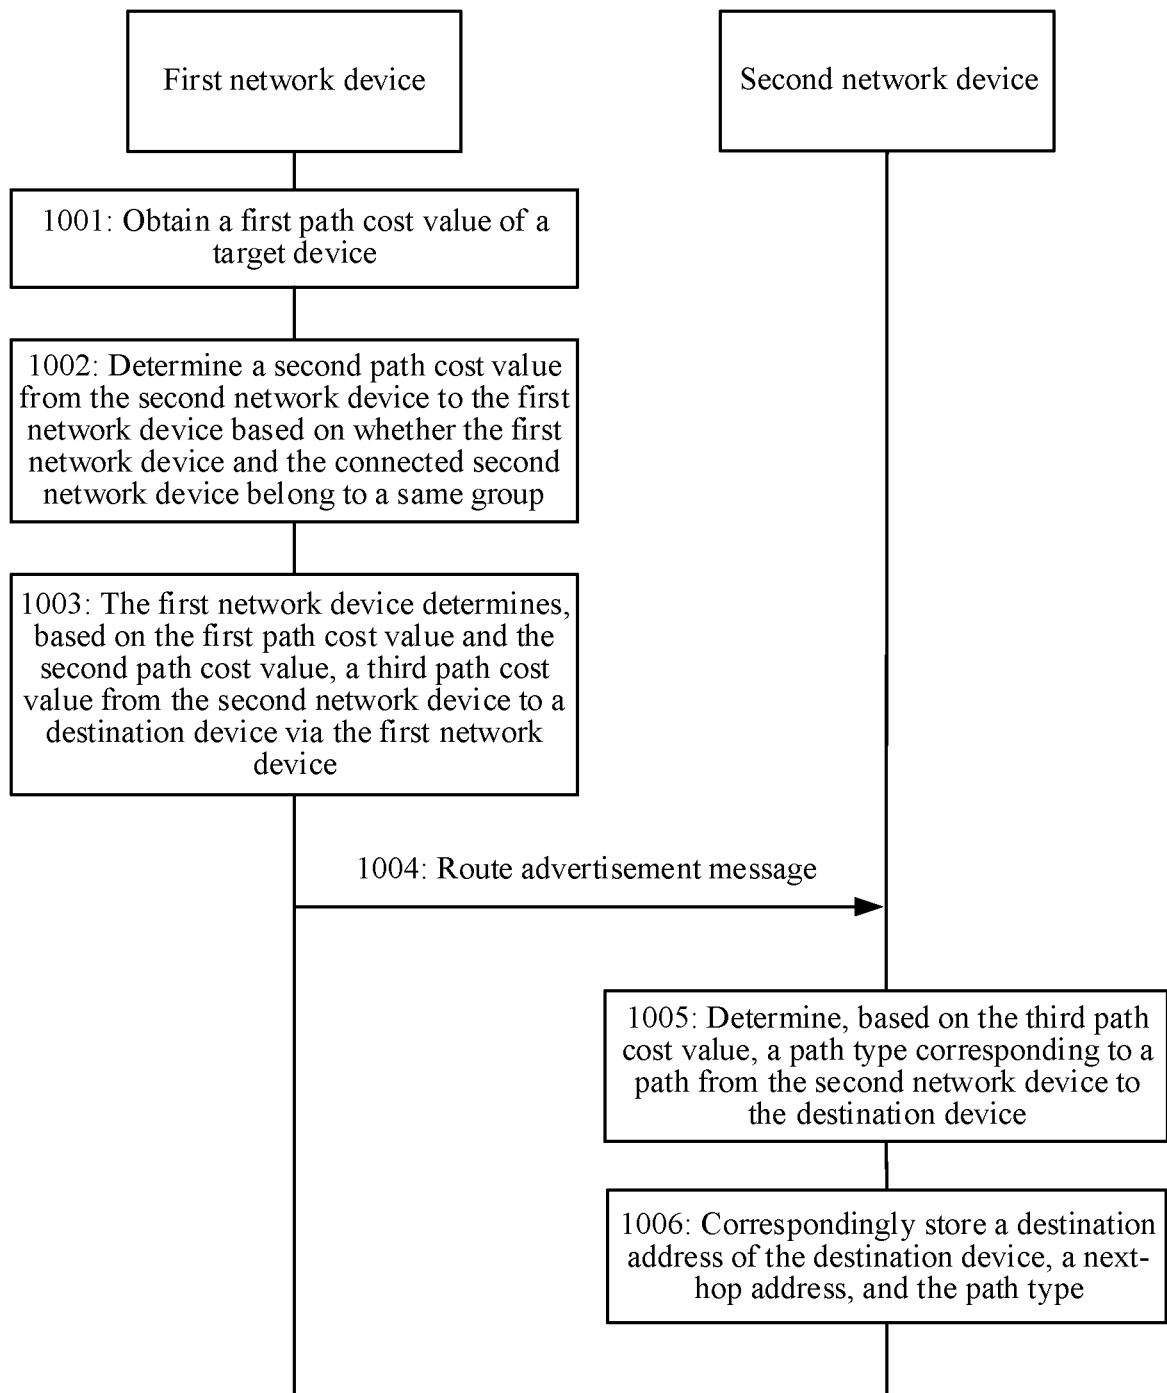 First network device
Second network device
1001: Obtain a first path cost value of a
target device
1002: Determine a second path cost value
from the second network device to the first
network device based on whether the first
network device and the connected second
network device belong to a same group
1003: The first network device determines,
based on the first path cost value and the
second path cost value, a third path cost
value from the second network device to a
destination device via the first network
device
1004: Route advertisement message
1005: Determine, based on the third path
cost value, a path type corresponding to a
path from the second network device to
the destination device
1006: Correspondingly store a destination
address of the destination device, a next-
hop address, and the path type